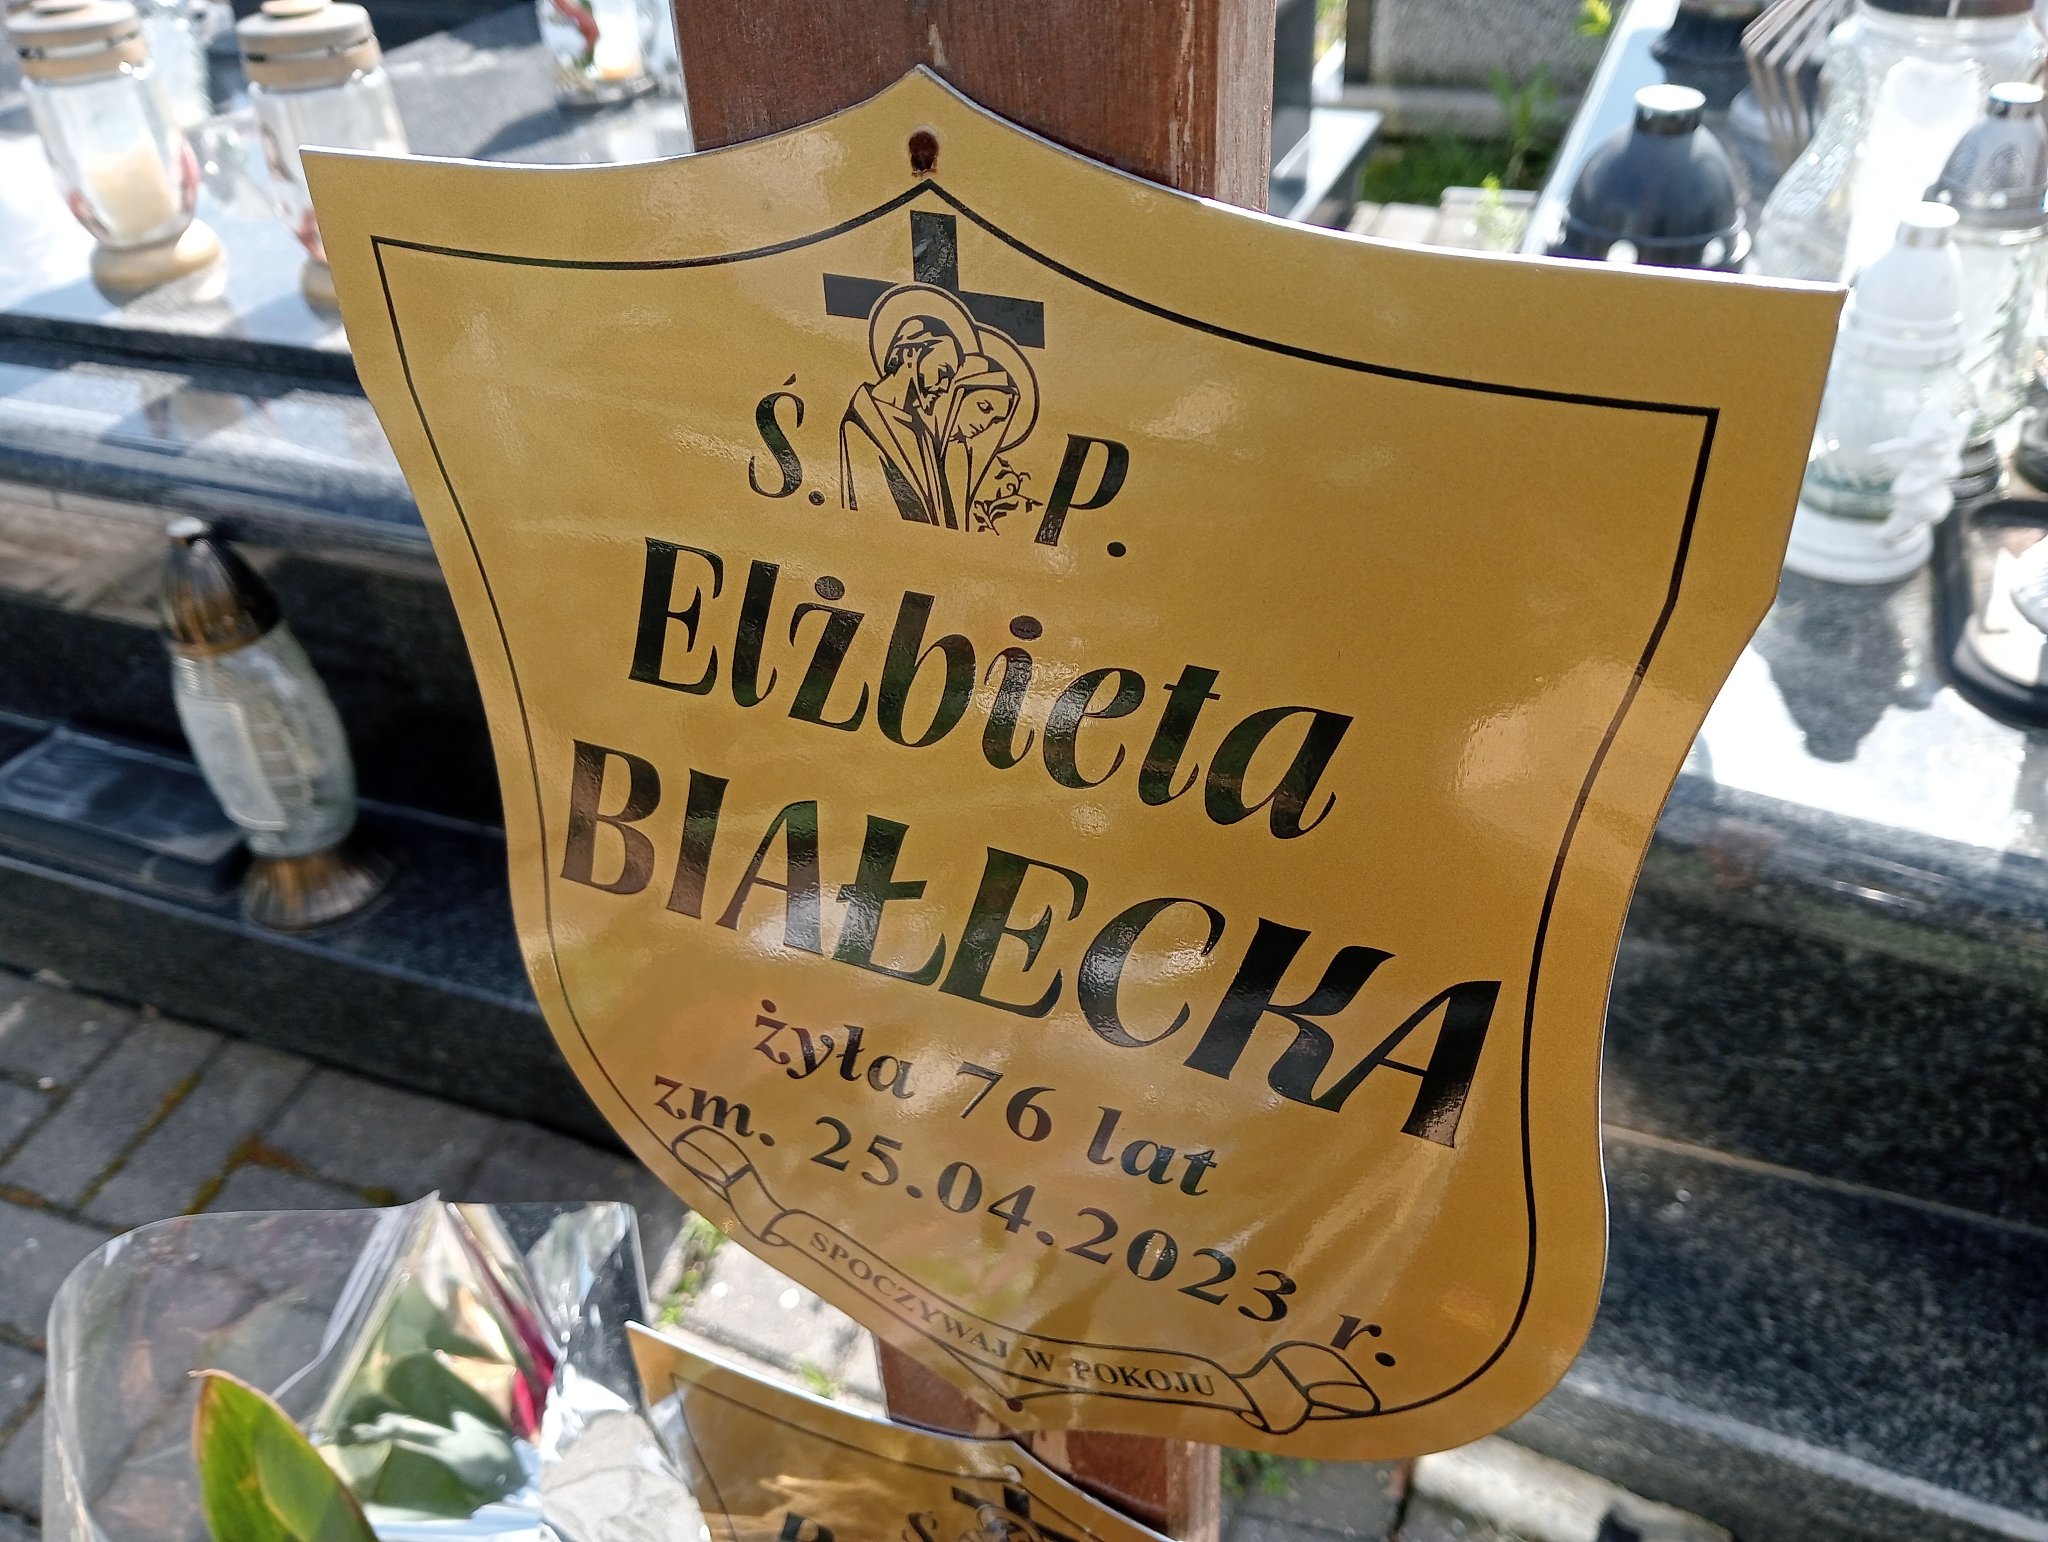 Ś. P.
Elżbieta
BIAŁECKA
żyła 76 lat
zm. 25.04.2023 r.
SPOCZYWAJ W POKOJU